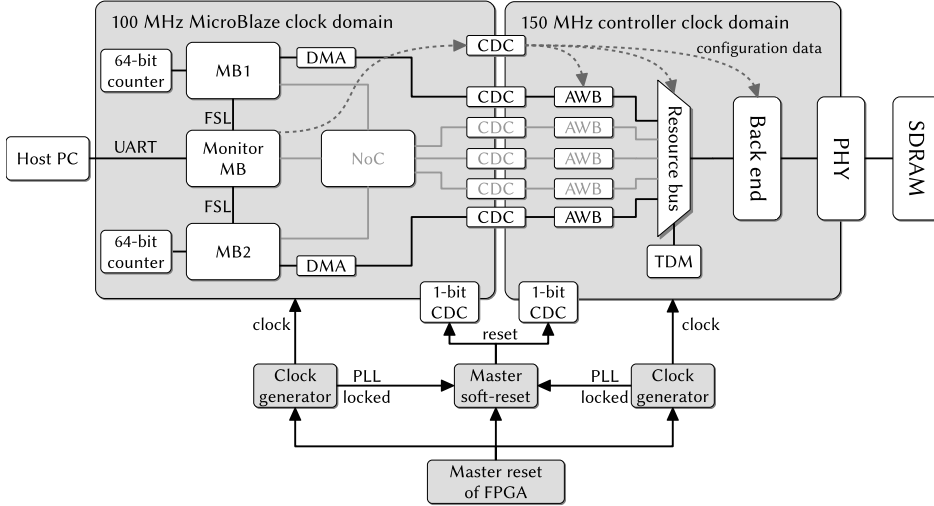 100 MHz MicroBlaze clock domain
150 MHz controller clock domain
CDC
configuration data
64-bit
counter
MB1
DMA
CDC
AWB
FSL
CDC
AWB
Host PC
UART
Monitor
MB
NoC
CDC
AWB
Resource bus
Back end
PHY
SDRAM
CDC
AWB
FSL
CDC
AWB
64-bit
counter
MB2
DMA
TDM
1-bit
CDC
1-bit
CDC
clock
reset
clock
Clock
generator
PLL
locked
Master
soft-reset
PLL
locked
Clock
generator
Master reset
of FPGA